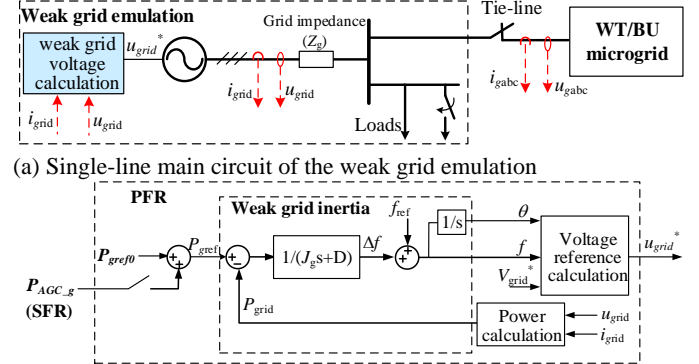 Weak grid emulation
weak grid
voltage
calculation
u_grid*
Grid impedance
(Z_g)
Tie-line
WT/BU
microgrid
i_grid
u_grid
i_grid
u_grid
i_gabc
u_gabc
Loads
(a) Single-line main circuit of the weak grid emulation
PFR
Weak grid inertia
f_ref
1/s
θ
P_gref0
P_gref
1/(J_gs+D)
Δf
f
Voltage
reference
calculation
u_grid*
P_AGC_g
(SFR)
V_grid*
P_grid
Power
calculation
u_grid
i_grid